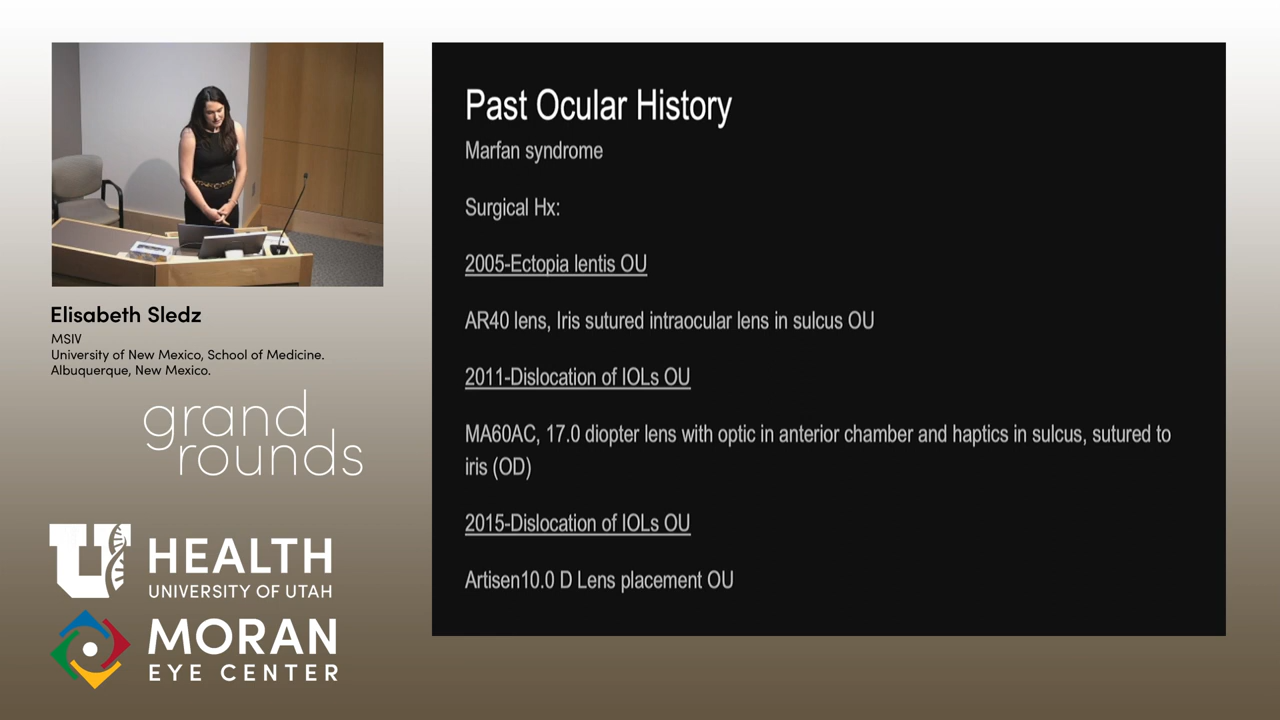 Past Ocular History
Marfan syndrome
Surgical Hx:
2005-Ectopia lentis OU
AR40 lens, Iris sutured intraocular lens in sulcus OU
2011-Dislocation of IOLs OU
MA60AC, 17.0 diopter lens with optic in anterior chamber and haptics in sulcus, sutured to
iris (OD)
2015-Dislocation of IOLs OU
Artisen10.0 D Lens placement OU
Elisabeth Sledz
MSIV
University of New Mexico, School of Medicine.
Albuquerque, New Mexico.
grand
rounds
U HEALTH
UNIVERSITY OF UTAH
MORAN
EYE CENTER